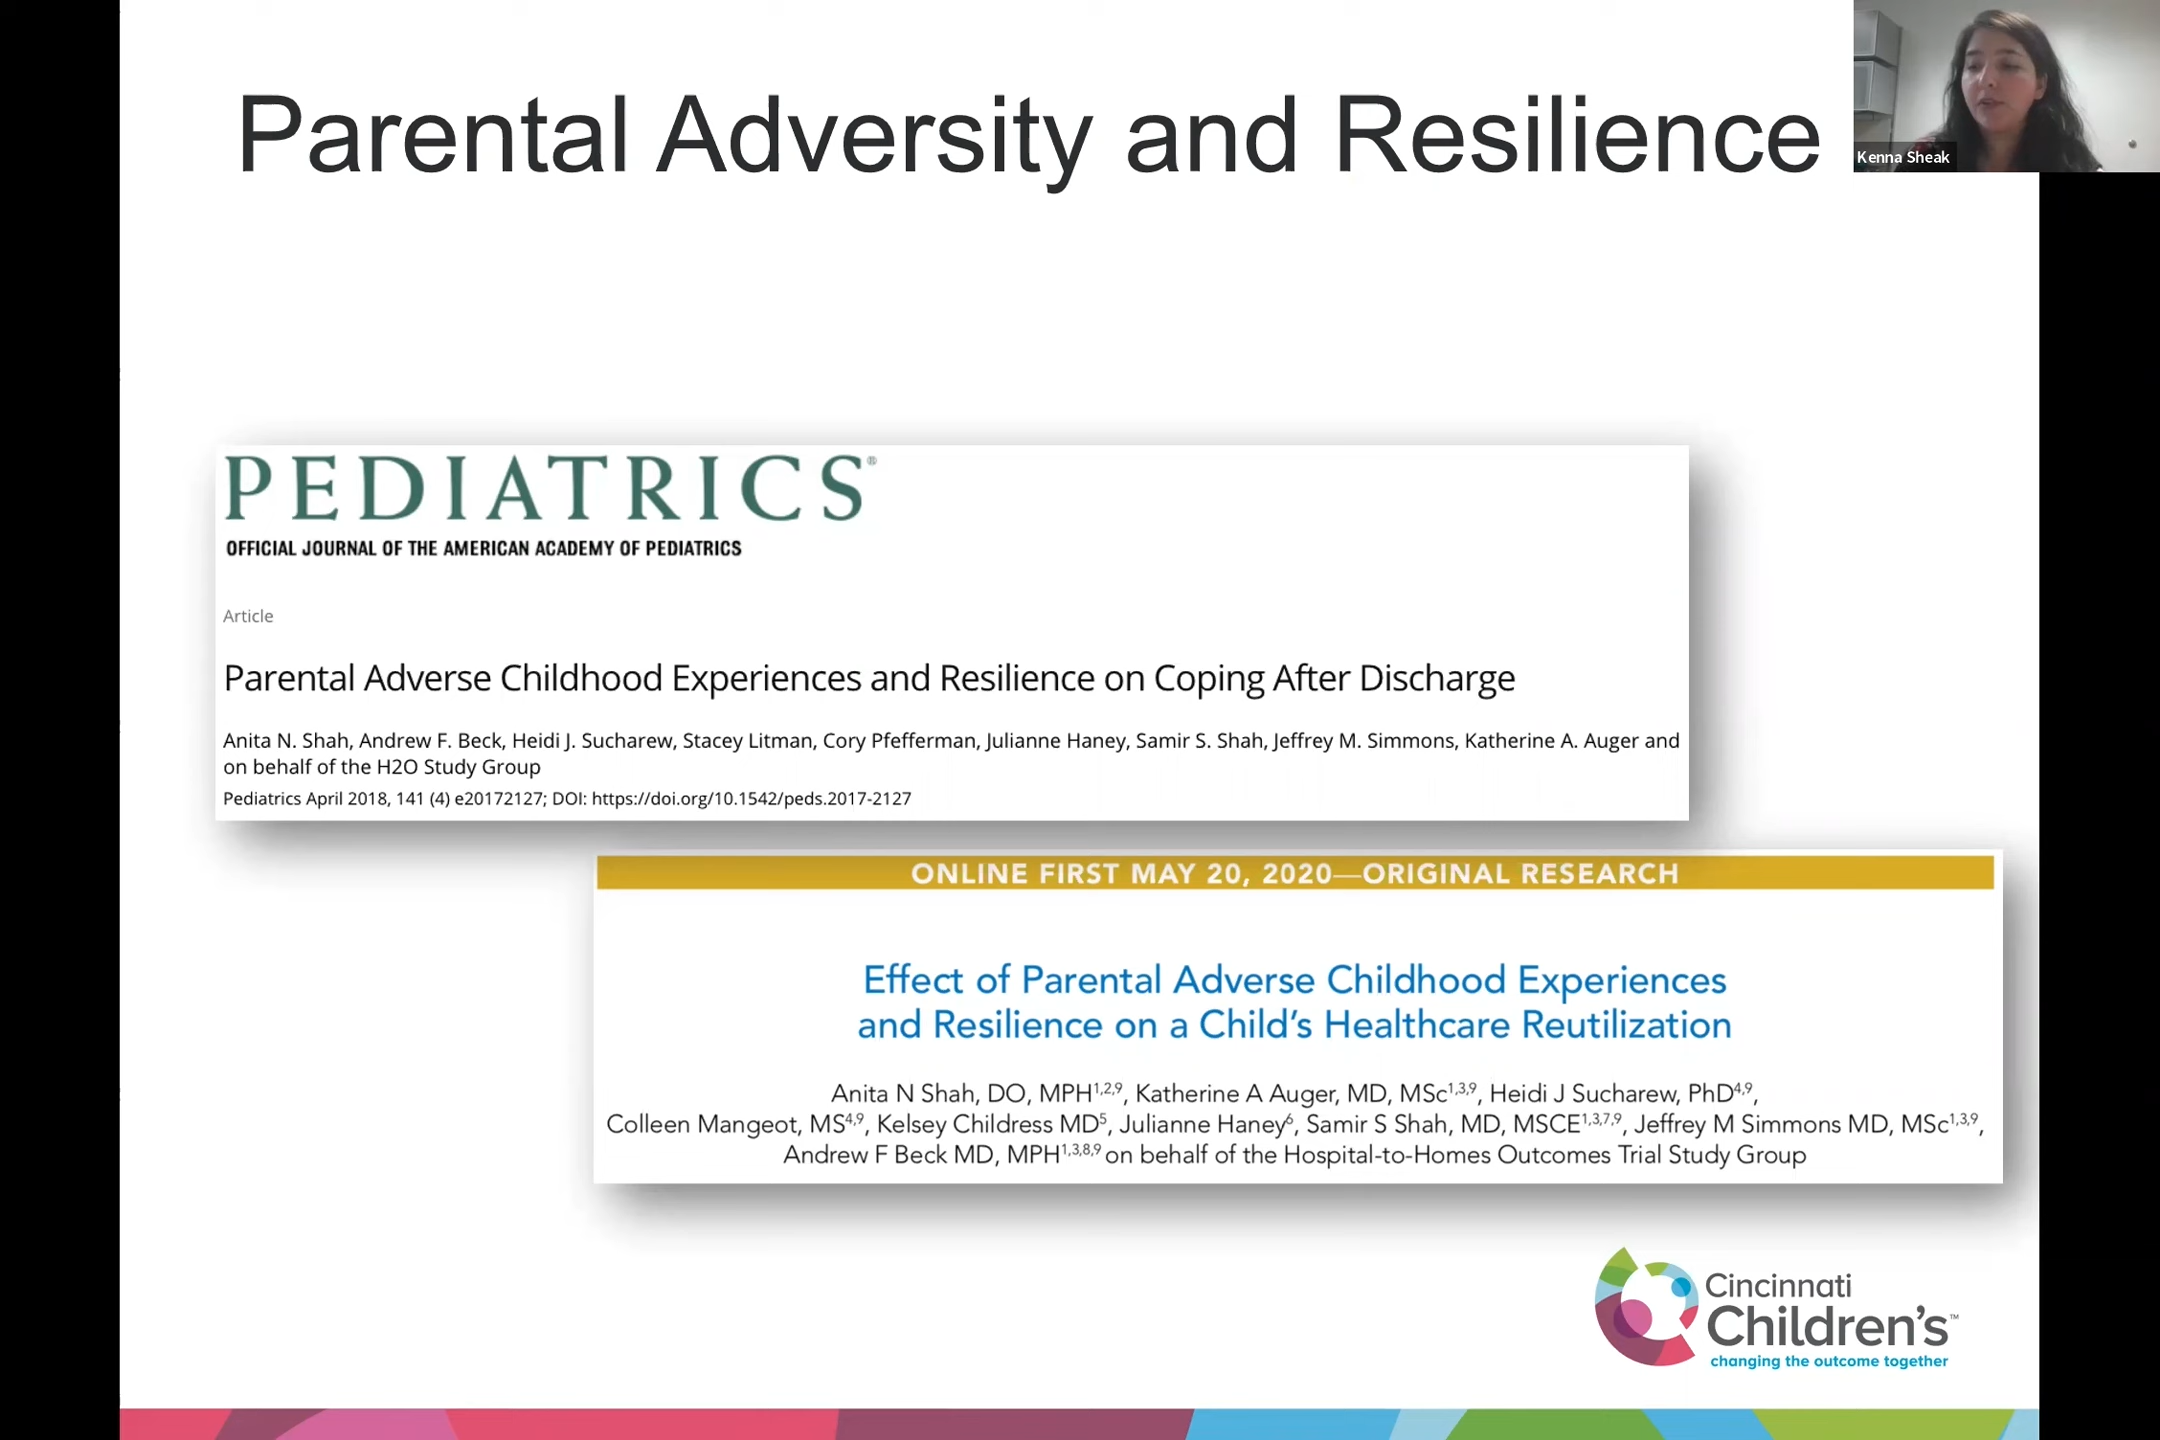 Parental Adversity and Resilience
Kenna Sheak
PEDIATRICS®
OFFICIAL JOURNAL OF THE AMERICAN ACADEMY OF PEDIATRICS
Article
Parental Adverse Childhood Experiences and Resilience on Coping After Discharge
Anita N. Shah, Andrew F. Beck, Heidi J. Sucharew, Stacey Litman, Cory Pfefferman, Julianne Haney, Samir S. Shah, Jeffrey M. Simmons, Katherine A. Auger and
on behalf of the H2O Study Group
Pediatrics April 2018, 141 (4) e20172127; DOI: https://doi.org/10.1542/peds.2017-2127
ONLINE FIRST MAY 20, 2020—ORIGINAL RESEARCH
Effect of Parental Adverse Childhood Experiences
and Resilience on a Child’s Healthcare Reutilization
Anita N Shah, DO, MPH1,2,9, Katherine A Auger, MD, MSc1,3,9, Heidi J Sucharew, PhD4,9,
Colleen Mangeot, MS4,9, Kelsey Childress MD5, Julianne Haney6, Samir S Shah, MD, MSCE1,3,7,9, Jeffrey M Simmons MD, MSc1,3,9,
Andrew F Beck MD, MPH1,3,8,9 on behalf of the Hospital-to-Homes Outcomes Trial Study Group
Cincinnati
Children’s™
changing the outcome together